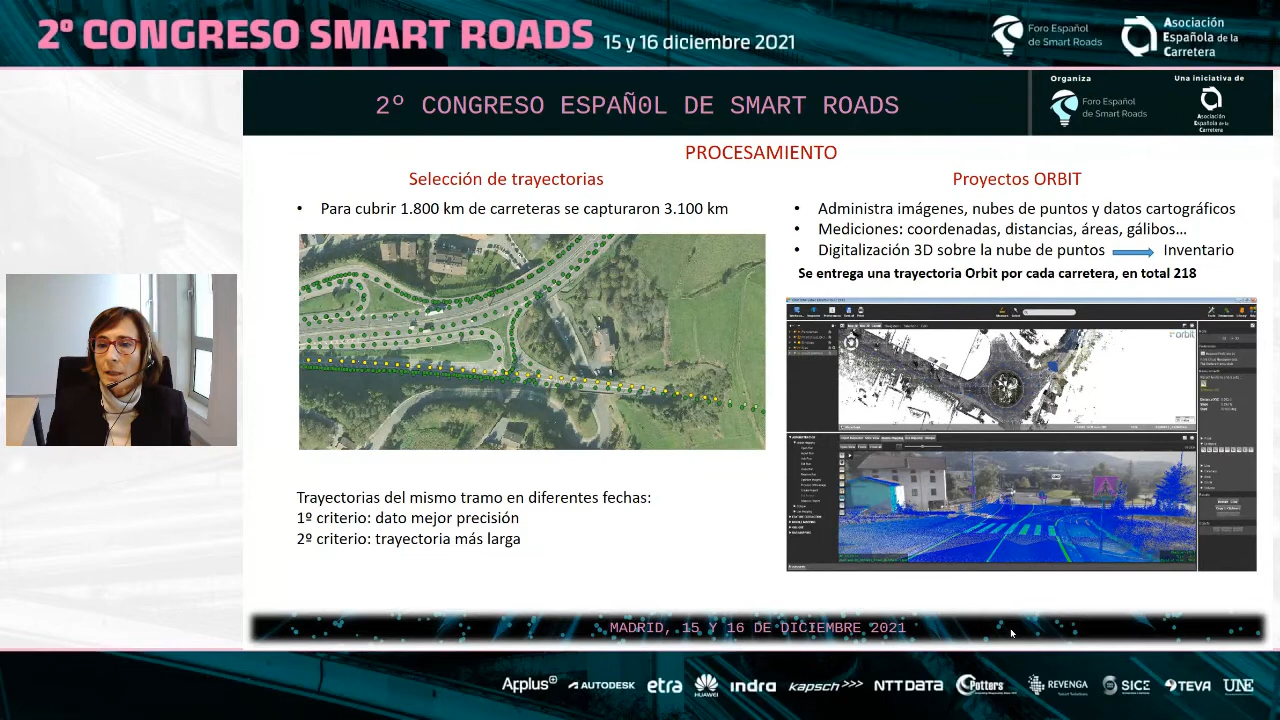 2º CONGRESO SMART ROADS 15 y 16 diciembre 2021
Foro Español
de Smart Roads
Asociación
Española de la
Carretera
2º CONGRESO ESPAÑ0L DE SMART ROADS
Organiza
Foro Español
de Smart Roads
Una iniciativa de
Asociación
Española de la
Carretera
PROCESAMIENTO
Selección de trayectorias
• Para cubrir 1.800 km de carreteras se capturaron 3.100 km
Trayectorias del mismo tramo en diferentes fechas:
1º criterio: dato mejor precisión
2º criterio: trayectoria más larga
Proyectos ORBIT
• Administra imágenes, nubes de puntos y datos cartográficos
• Mediciones: coordenadas, distancias, áreas, gálibos…
• Digitalización 3D sobre la nube de puntos Inventario
Se entrega una trayectoria Orbit por cada carretera, en total 218
orbit
MADRID, 15 Y 16 DE DICIEMBRE 2021
Applus+ AUTODESK etra HUAWEI indra kapsch>>> NTT DATA Potters REVENGA SICE TEVA UNE